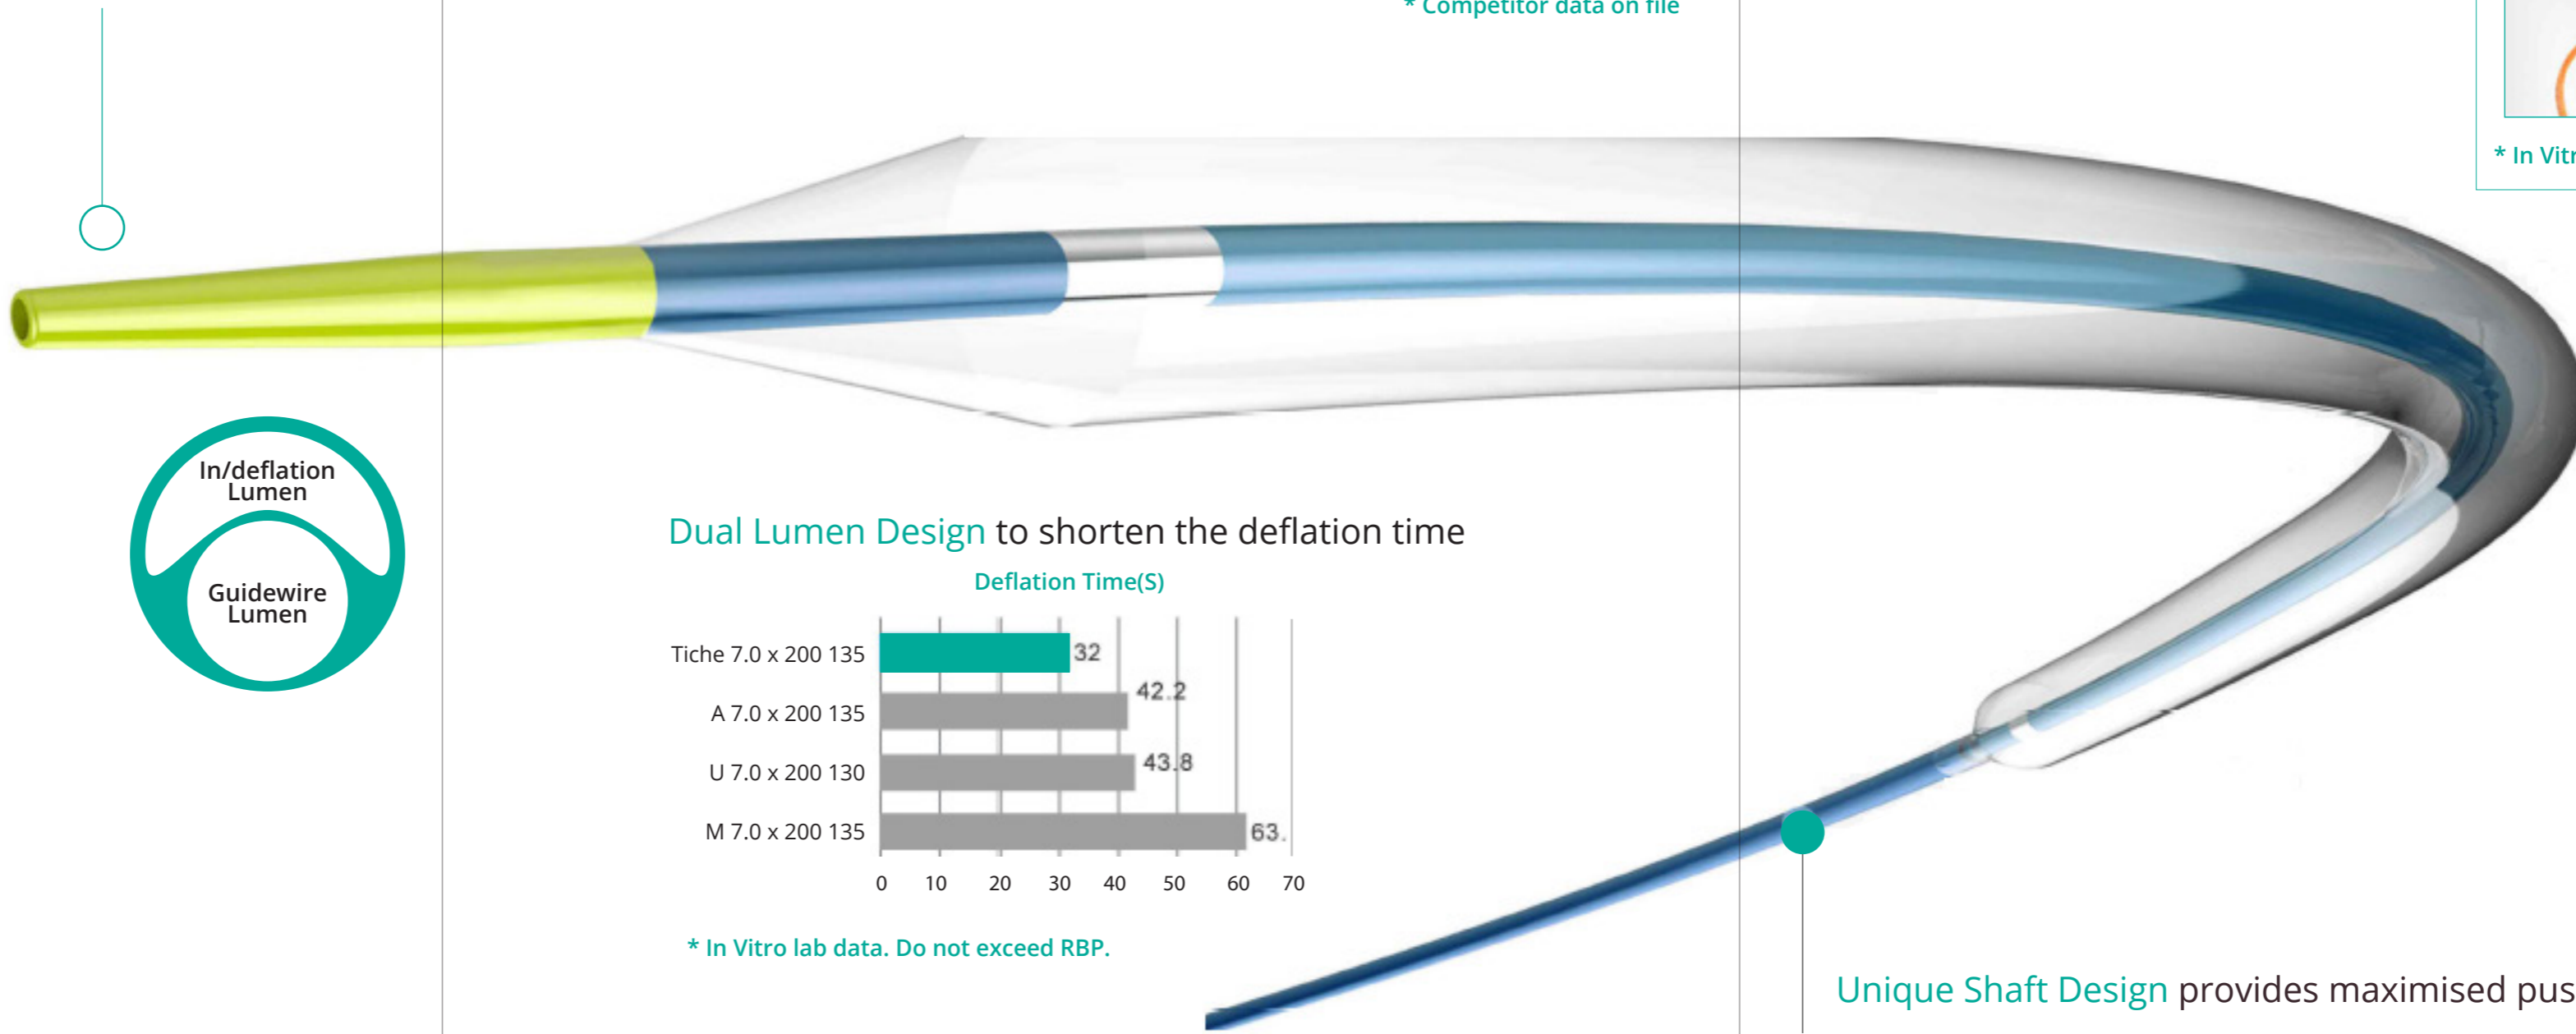 * Competitor data on file
* In Vitr
In/deflation
Lumen
Guidewire
Lumen
Dual Lumen Design to shorten the deflation time
Deflation Time(S)
Tiche 7.0 x 200 135
32
A 7.0 x 200 135
42.2
U 7.0 x 200 130
43.8
M 7.0 x 200 135
63.
0 10 20 30 40 50 60 70
* In Vitro lab data. Do not exceed RBP.
Unique Shaft Design provides maximised pus